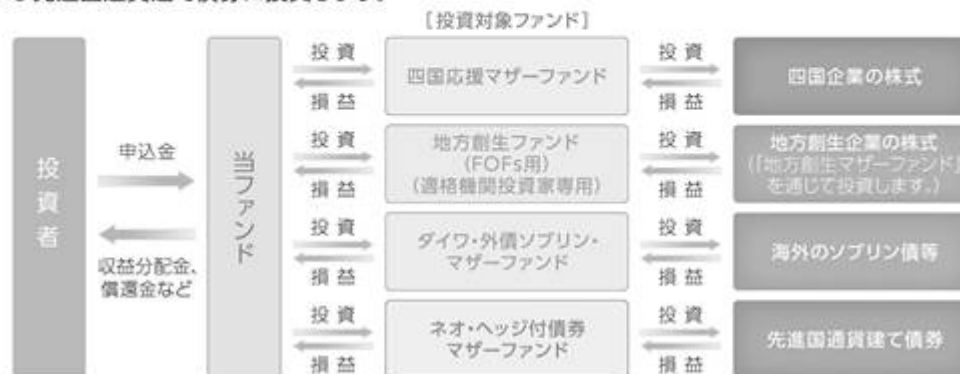 [投資対象ファンド]
投資者
申込金
収益分配金、
償還金など
当ファンド
投資
損益
四国応援マザーファンド
投資
損益
四国企業の株式
投資
損益
地方創生ファンド
(FOFs用)
(適格機関投資家専用)
投資
損益
地方創生企業の株式
(「地方創生マザーファンド」
を通じて投資します。)
投資
損益
ダイワ・外債ソブリン・
マザーファンド
投資
損益
海外のソブリン債等
投資
損益
ネオ・ヘッジ付債券
マザーファンド
投資
損益
先進国通貨建て債券